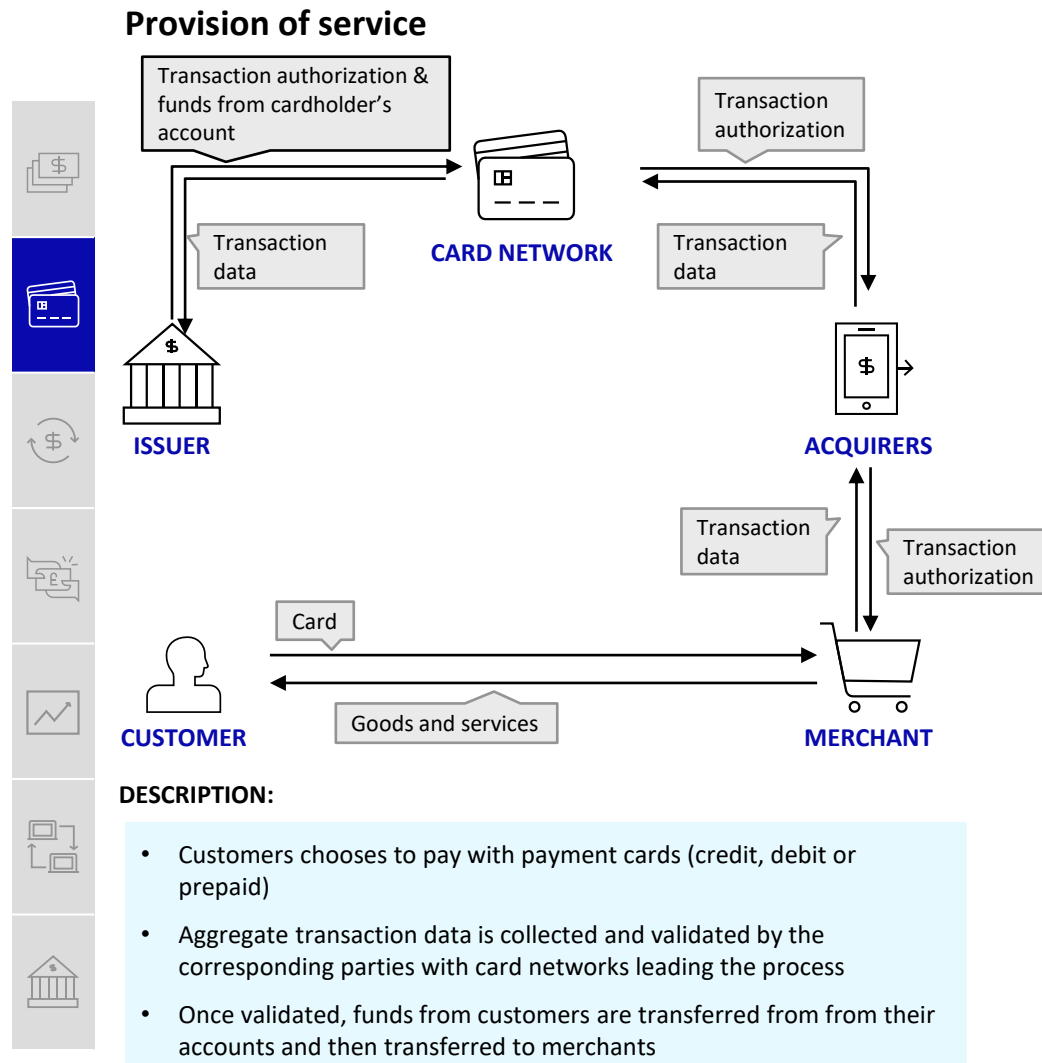 Provision of service
Transaction authorization &
funds from cardholder's
account
Transaction
authorization
Transaction
data
CARD NETWORK
Transaction
data
$
$
ISSUER
ACQUIRERS
Transaction
data
Transaction
authorization
Card
Goods and services
CUSTOMER
MERCHANT
$
$
£
$
DESCRIPTION:
• Customers chooses to pay with payment cards (credit, debit or
prepaid)
• Aggregate transaction data is collected and validated by the
corresponding parties with card networks leading the process
• Once validated, funds from customers are transferred from from their
accounts and then transferred to merchants